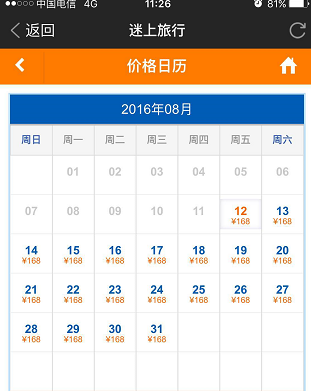 中国电信 4G 11:26 81%
返回 迷上旅行
价格日历
2016年08月
周日 周一 周二 周三 周四 周五 周六
01 02 03 04 05 06
07 08 09 10 11 12 13
¥168 ¥168
14 15 16 17 18 19 20
¥168 ¥168 ¥168 ¥168 ¥168 ¥168 ¥168
21 22 23 24 25 26 27
¥168 ¥168 ¥168 ¥168 ¥168 ¥168 ¥168
28 29 30 31
¥168 ¥168 ¥168 ¥168